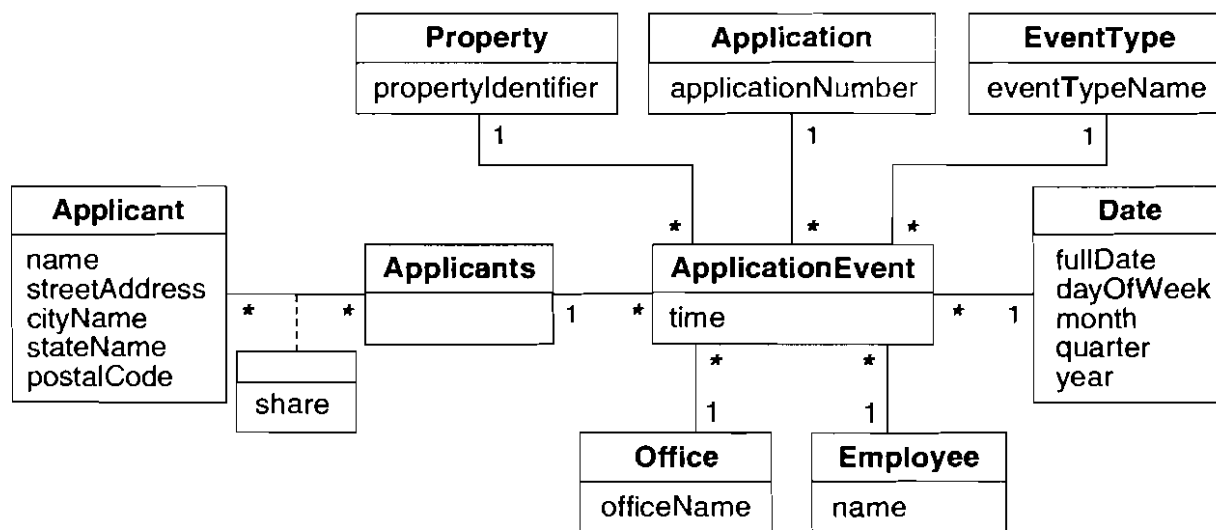 Property
propertyIdentifier
Application
applicationNumber
EventType
eventTypeName
1
1
1
Applicant
name
streetAddress
cityName
stateName
postalCode
*
*
share
Applicants
1
*
*
*
*
ApplicationEvent
time
*
1
Date
fullDate
dayOfWeek
month
quarter
year
*
*
1
1
Office
officeName
Employee
name